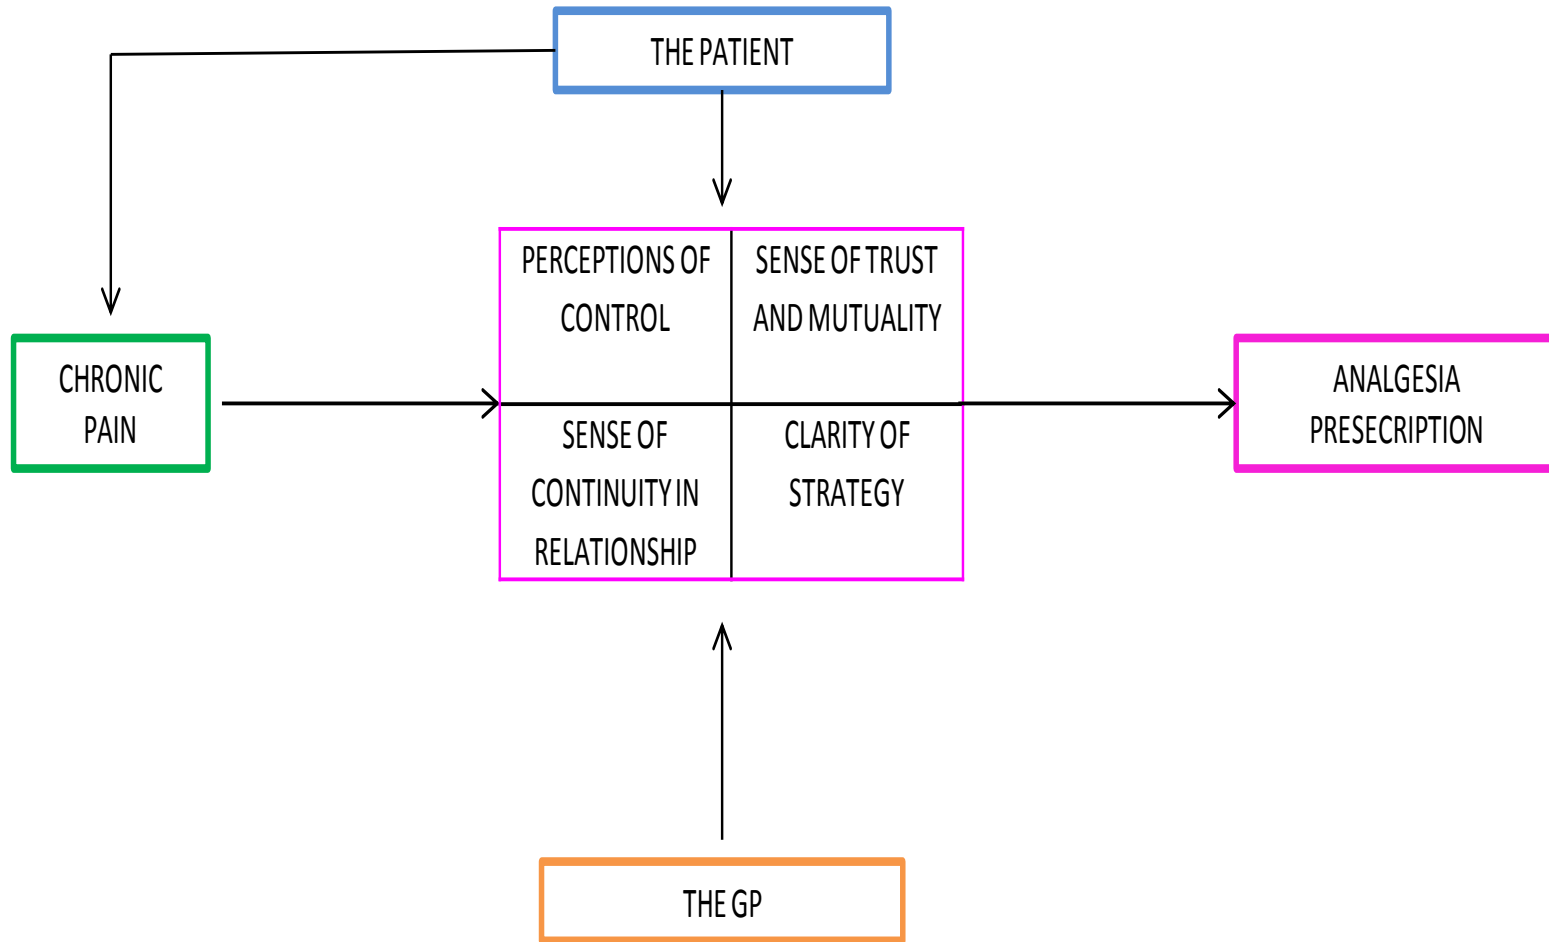 THE PATIENT
PERCEPTIONS OF
CONTROL
SENSE OF TRUST
AND MUTUALITY
CHRONIC
PAIN
SENSE OF
CONTINUITY IN
RELATIONSHIP
CLARITY OF
STRATEGY
ANALGESIA
PRESECRIPTION
THE GP